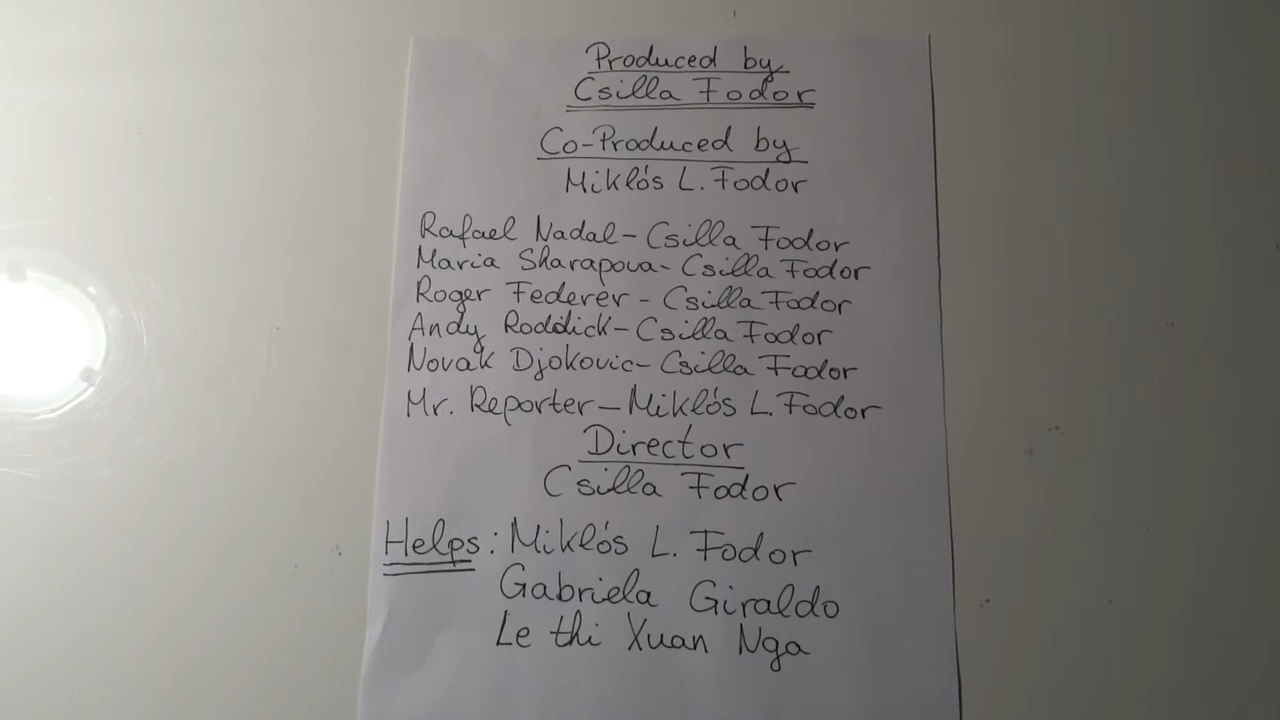 Produced by
Csilla Fodor
Co-Produced by
Miklós L. Fodor
Rafael Nadal - Csilla Fodor
Maria Sharapova - Csilla Fodor
Roger Federer - Csilla Fodor
Andy Roddick - Csilla Fodor
Novak Djokovic - Csilla Fodor
Mr. Reporter - Miklós L. Fodor
Director
Csilla Fodor
Helps: Miklós L. Fodor
Gabriela Giraldo
Le thi Xuan Nga